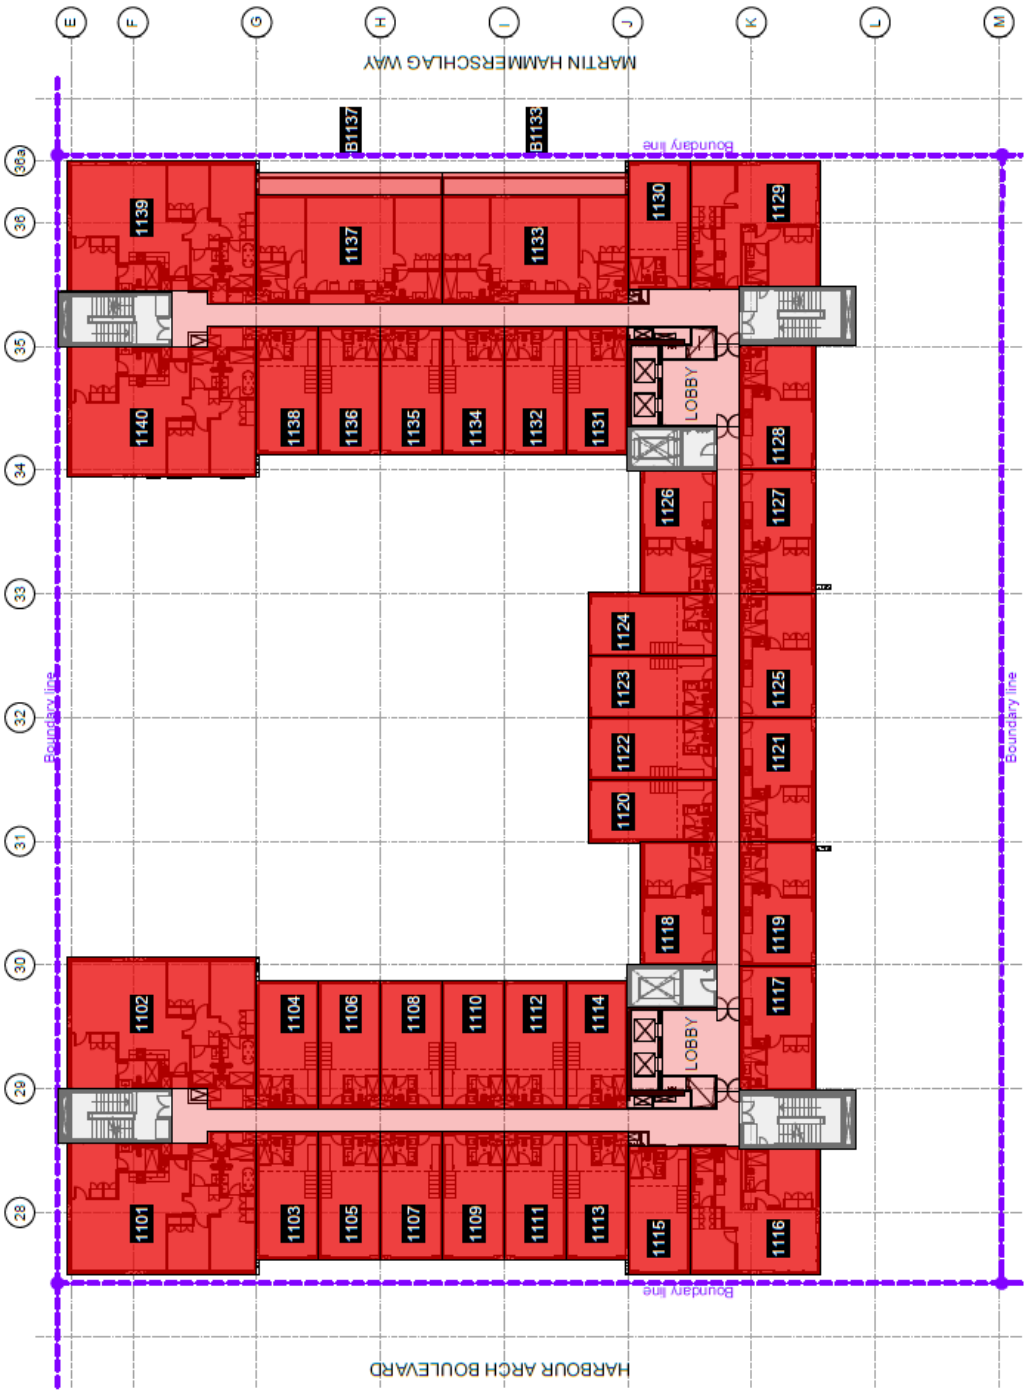 E
F
G
H
I
J
K
L
M
MARTIN HAMMERSCHLAG WAY
B1137
B1133
Boundary line
36a
36
35
34
33
32
31
30
29
28
1139
1137
1133
1130
1129
1140
1138
1136
1135
1134
1132
1131
LOBBY
1128
1126
1127
1124
1123
1125
1122
1121
1120
1118
1119
Boundary line
Boundary line
1102
1104
1106
1108
1110
1112
1114
LOBBY
1117
1101
1103
1105
1107
1109
1111
1113
1115
1116
Boundary line
HARBOUR ARCH BOULEVARD